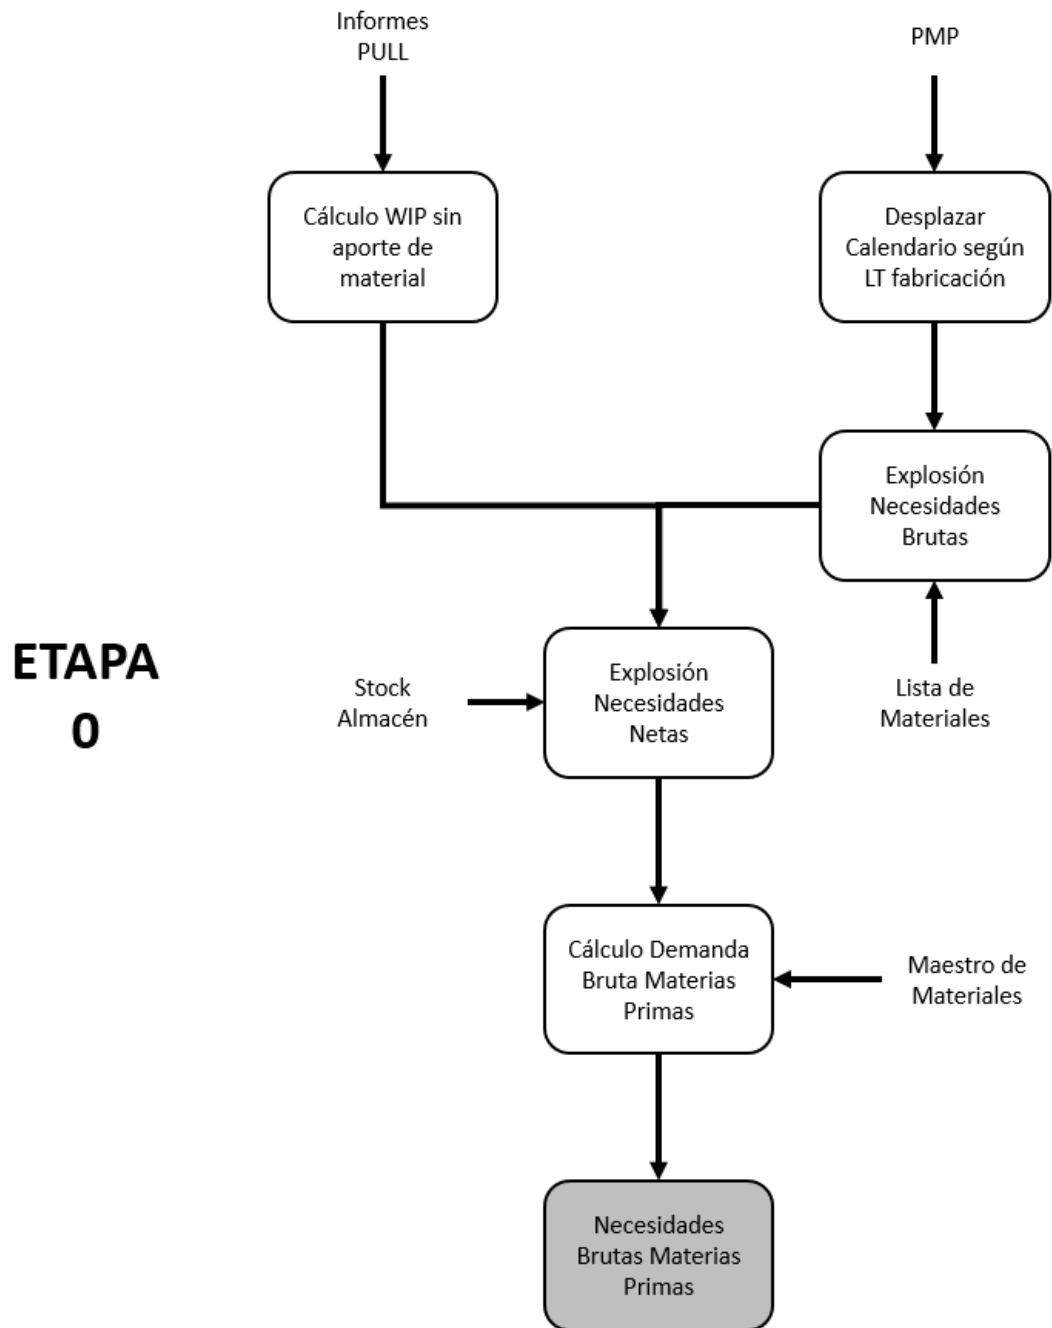 Informes
PULL
PMP
Cálculo WIP sin
aporte de
material
Desplazar
Calendario según
LT fabricación
Explosión
Necesidades
Brutas
ETAPA
0
Stock
Almacén
Explosión
Necesidades
Netas
Lista de
Materiales
Cálculo Demanda
Bruta Materias
Primas
Maestro de
Materiales
Necesidades
Brutas Materias
Primas